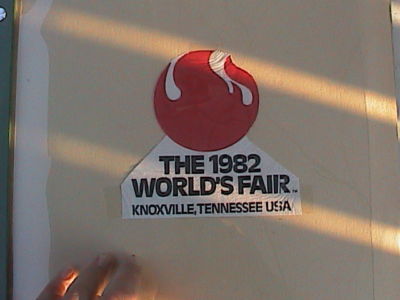 THE 1982
WORLD'S FAIR™
KNOXVILLE, TENNESSEE USA